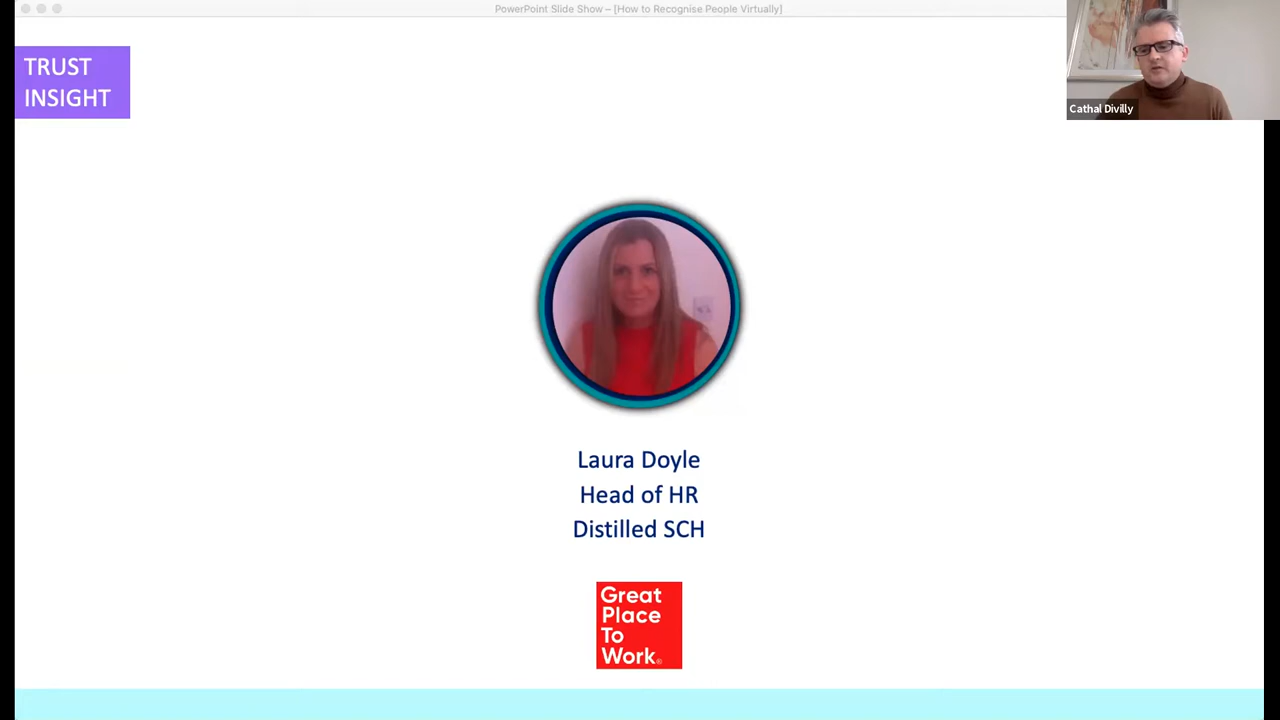 PowerPoint Slide Show – [How to Recognise People Virtually]
TRUST
INSIGHT
Cathal Divilly
Laura Doyle
Head of HR
Distilled SCH
Great
Place
To
Work®